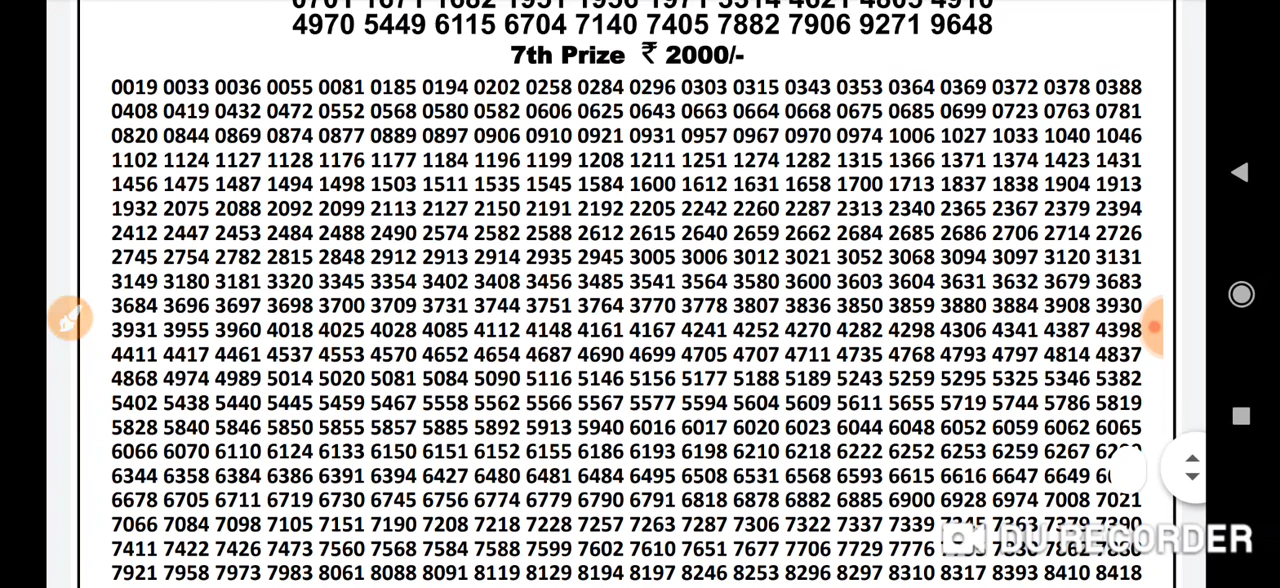 4970 5449 6115 6704 7140 7405 7882 7906 9271 9648
7th Prize ₹ 2000/-
0019 0033 0036 0055 0081 0185 0194 0202 0258 0284 0296 0303 0315 0343 0353 0364 0369 0372 0378 0388
0408 0419 0432 0472 0552 0568 0580 0582 0606 0625 0643 0663 0664 0668 0675 0685 0699 0723 0763 0781
0820 0844 0869 0874 0877 0889 0897 0906 0910 0921 0931 0957 0967 0970 0974 1006 1027 1033 1040 1046
1102 1124 1127 1128 1176 1177 1184 1196 1199 1208 1211 1251 1274 1282 1315 1366 1371 1374 1423 1431
1456 1475 1487 1494 1498 1503 1511 1535 1545 1584 1600 1612 1631 1658 1700 1713 1837 1838 1904 1913
1932 2075 2088 2092 2099 2113 2127 2150 2191 2192 2205 2242 2260 2287 2313 2340 2365 2367 2379 2394
2412 2447 2453 2484 2488 2490 2574 2582 2588 2612 2615 2640 2659 2662 2684 2685 2686 2706 2714 2726
2745 2754 2782 2815 2848 2912 2913 2914 2935 2945 3005 3006 3012 3021 3052 3068 3094 3097 3120 3131
3149 3180 3181 3320 3345 3354 3402 3408 3456 3485 3541 3564 3580 3600 3603 3604 3631 3632 3679 3683
3684 3696 3697 3698 3700 3709 3731 3744 3751 3764 3770 3778 3807 3836 3850 3859 3880 3884 3908 3930
3931 3955 3960 4018 4025 4028 4085 4112 4148 4161 4167 4241 4252 4270 4282 4298 4306 4341 4387 4398
4411 4417 4461 4537 4553 4570 4652 4654 4687 4690 4699 4705 4707 4711 4735 4768 4793 4797 4814 4837
4868 4974 4989 5014 5020 5081 5084 5090 5116 5146 5156 5177 5188 5189 5243 5259 5295 5325 5346 5382
5402 5438 5440 5445 5459 5467 5558 5562 5566 5567 5577 5594 5604 5609 5611 5655 5719 5744 5786 5819
5828 5840 5846 5850 5855 5857 5885 5892 5913 5940 6016 6017 6020 6023 6044 6048 6052 6059 6062 6065
6066 6070 6110 6124 6133 6150 6151 6152 6155 6186 6193 6198 6210 6218 6222 6252 6253 6259 6267
6344 6358 6384 6386 6391 6394 6427 6480 6481 6484 6495 6508 6531 6568 6593 6615 6616 6647 6649
6678 6705 6711 6719 6730 6745 6756 6774 6779 6790 6791 6818 6878 6882 6885 6900 6928 6974 7008 7021
7066 7084 7098 7105 7151 7190 7208 7218 7228 7257 7263 7287 7306 7322 7337 7339 7345 7363 7379 7390
7411 7422 7426 7473 7560 7568 7584 7588 7599 7602 7610 7651 7677 7706 7729 7776
DU RECORDER
7921 7958 7973 7983 8061 8088 8091 8119 8129 8194 8197 8246 8253 8296 8297 8310 8317 8393 8410 8418